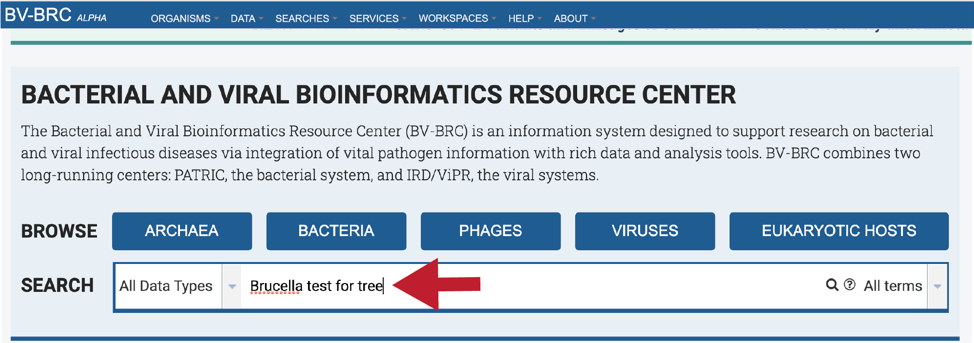 BV-BRC ALPHA ORGANISMS DATA SEARCHES SERVICES WORKSPACES HELP ABOUT
BACTERIAL AND VIRAL BIOINFORMATICS RESOURCE CENTER
The Bacterial and Viral Bioinformatics Resource Center (BV-BRC) is an information system designed to support research on bacterial
and viral infectious diseases via integration of vital pathogen information with rich data and analysis tools. BV-BRC combines two
long-running centers: PATRIC, the bacterial system, and IRD/ViPR, the viral systems.
BROWSE ARCHAEA BACTERIA PHAGES VIRUSES EUKARYOTIC HOSTS
SEARCH All Data Types Brucella test for tree All terms